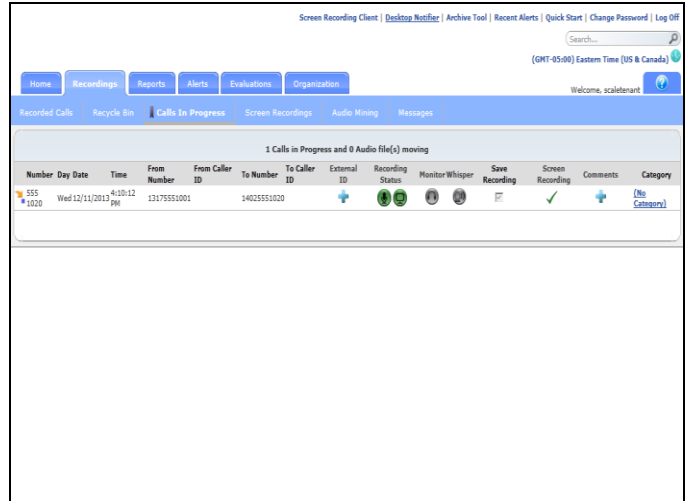 Screen Recording Client | Desktop Notifier | Archive Tool | Recent Alerts | Quick Start | Change Password | Log Off
Search...
(GMT-05:00) Eastern Time (US & Canada)
Home Recordings Reports Alerts Evaluations Organization
Welcome, scaletenant
Recorded Calls Recycle Bin Calls In Progress Screen Recordings Audio Mining Messages
1 Calls in Progress and 0 Audio file(s) moving
Number Day Date Time From Number From Caller ID To Number To Caller ID External ID Recording Status Monitor Whisper Save Recording Screen Recording Comments Category
555 1020 Wed 12/11/2013 4:10:12 PM 13175551001 14025551020 (No Category)